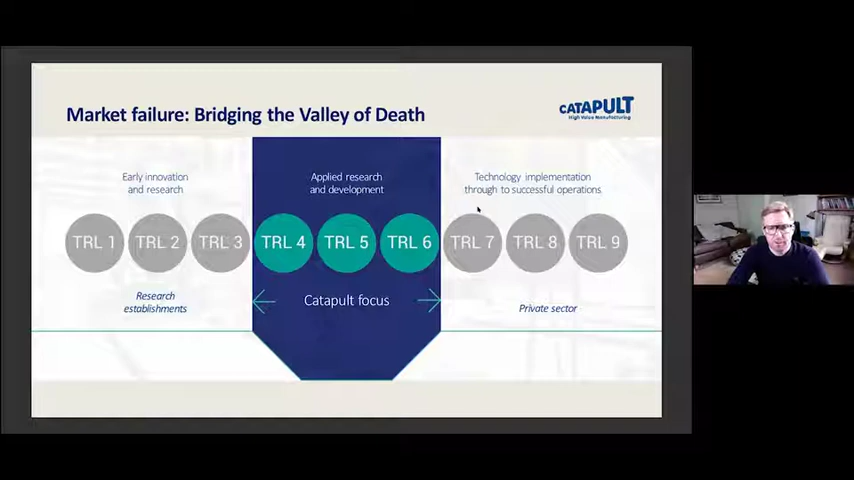 Market failure: Bridging the Valley of Death
CATAPULT
High Value Manufacturing
Early innovation
and research
Applied research
and development
Technology implementation
through to successful operations
TRL 1
TRL 2
TRL 3
TRL 4
TRL 5
TRL 6
TRL 7
TRL 8
TRL 9
Research
establishments
Catapult focus
Private sector